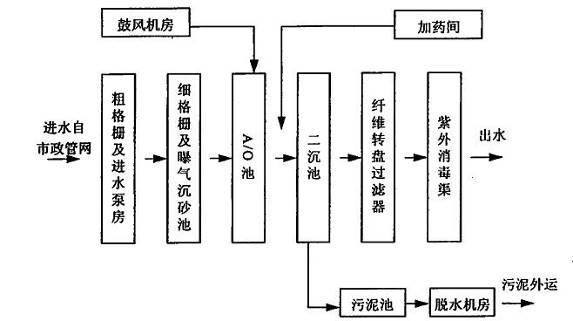 鼓风机房
加药间
进水自
市政管网
粗格栅及进水泵房
细格栅及曝气沉砂池
A/O池
二沉池
纤维转盘过滤器
紫外消毒渠
出水
污泥池
脱水机房
污泥外运